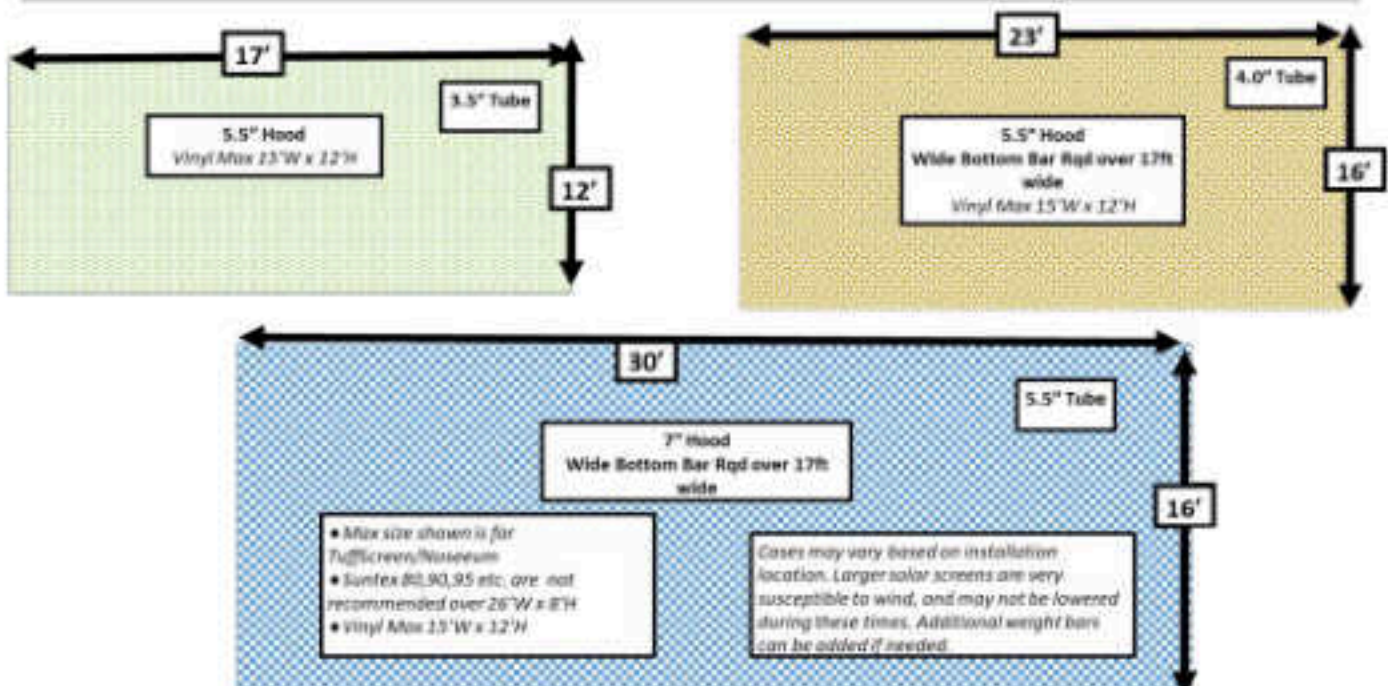 17'
3.5" Tube
5.5" Hood
Vinyl Max 15'W x 12'H
12'
23'
4.0" Tube
5.5" Hood
Wide Bottom Bar Rqd over 17ft
wide
Vinyl Max 15'W x 12'H
16'
30'
5.5" Tube
7" Hood
Wide Bottom Bar Rqd over 17ft
wide
16'
• Max size shown is for
TuffScreen/Noseeum
• Suntex 80,90,95 etc. are not
recommended over 26'W x 8'H
• Vinyl Max 15'W x 12'H
Cases may vary based on installation
location. Larger solar screens are very
susceptible to wind, and may not be lowered
during these times. Additional weight bars
can be added if needed.